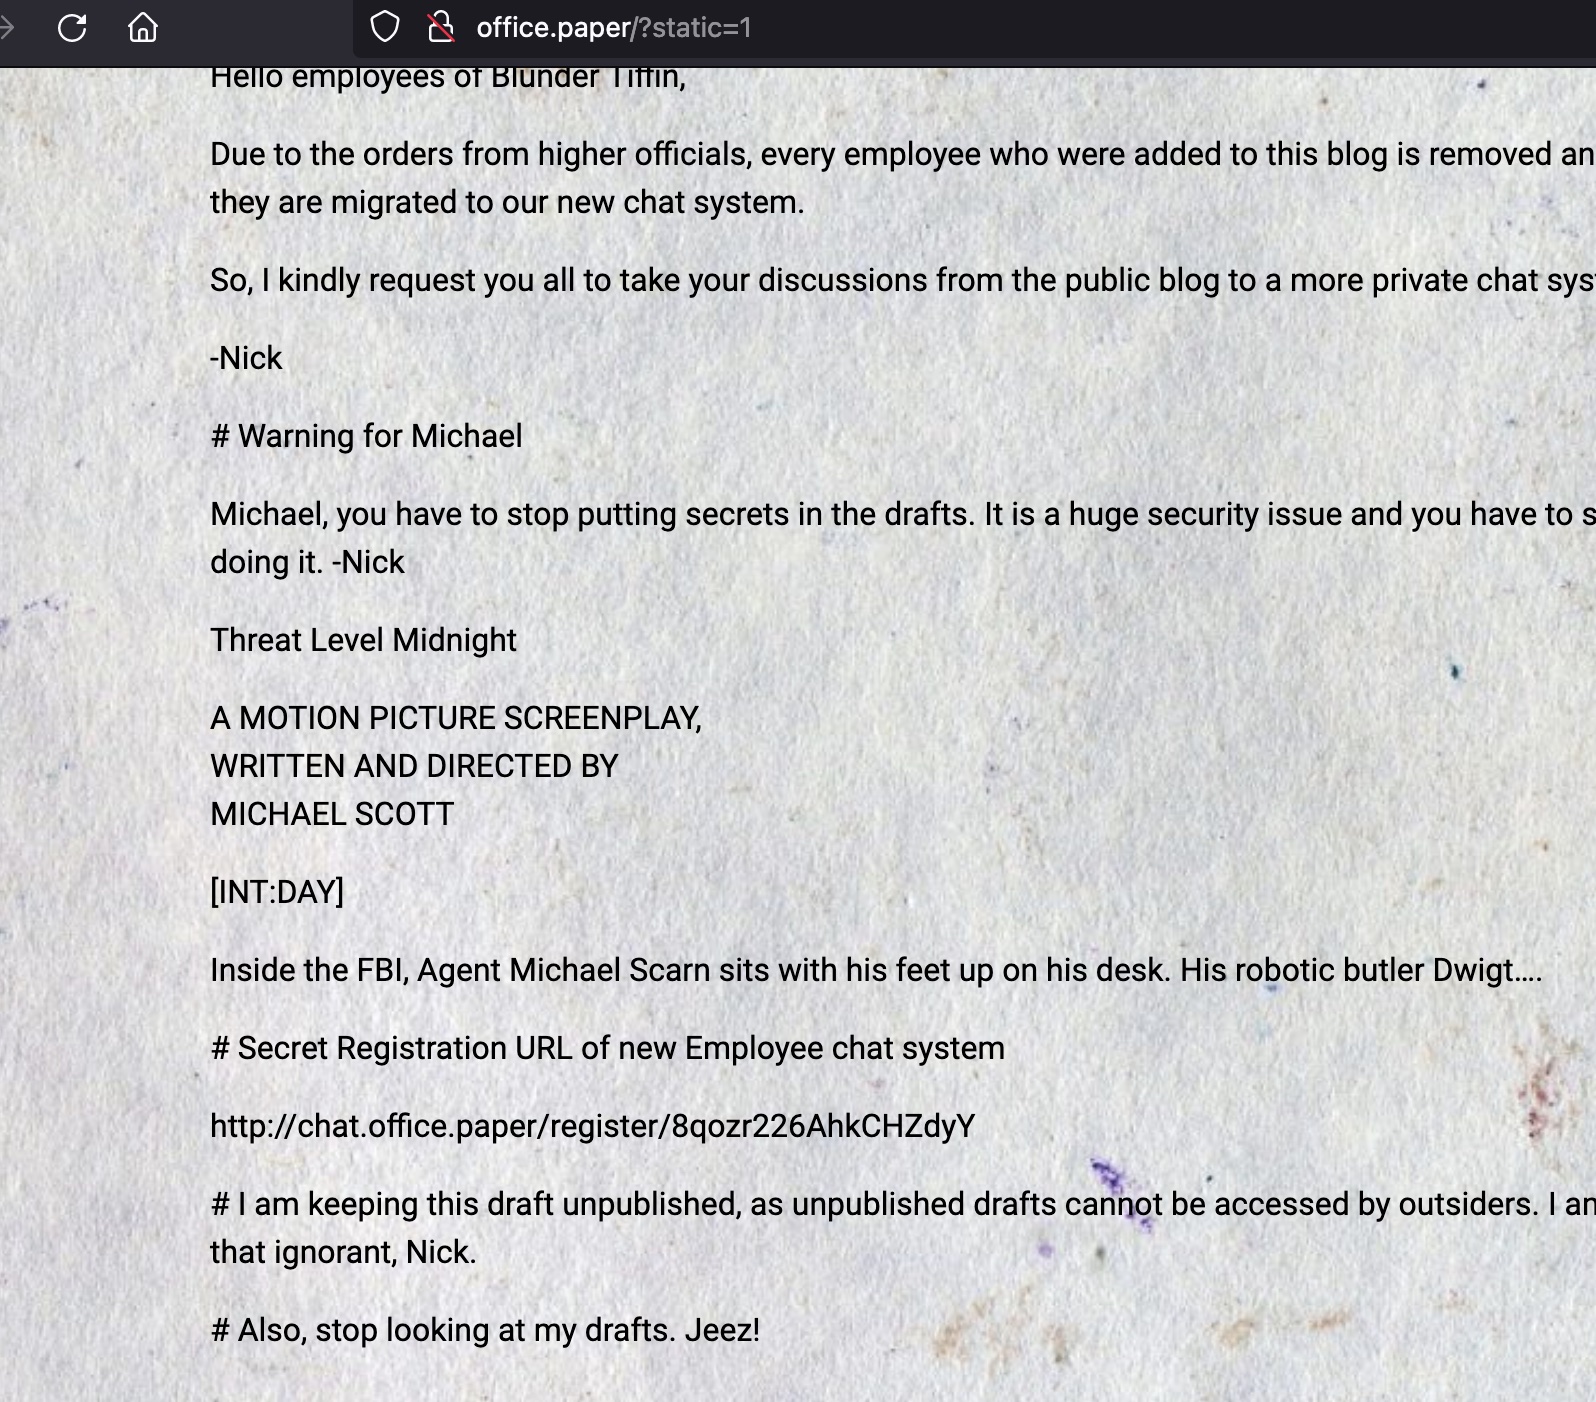 office.paper/?static=1
Hello employees of Blunder Tiffin,
Due to the orders from higher officials, every employee who were added to this blog is removed an
they are migrated to our new chat system.
So, I kindly request you all to take your discussions from the public blog to a more private chat sys
-Nick
# Warning for Michael
Michael, you have to stop putting secrets in the drafts. It is a huge security issue and you have to s
doing it. -Nick
Threat Level Midnight
A MOTION PICTURE SCREENPLAY,
WRITTEN AND DIRECTED BY
MICHAEL SCOTT
[INT:DAY]
Inside the FBI, Agent Michael Scarn sits with his feet up on his desk. His robotic butler Dwigt….
# Secret Registration URL of new Employee chat system
http://chat.office.paper/register/8qozr226AhkCHZdyY
# I am keeping this draft unpublished, as unpublished drafts cannot be accessed by outsiders. I am
that ignorant, Nick.
# Also, stop looking at my drafts. Jeez!